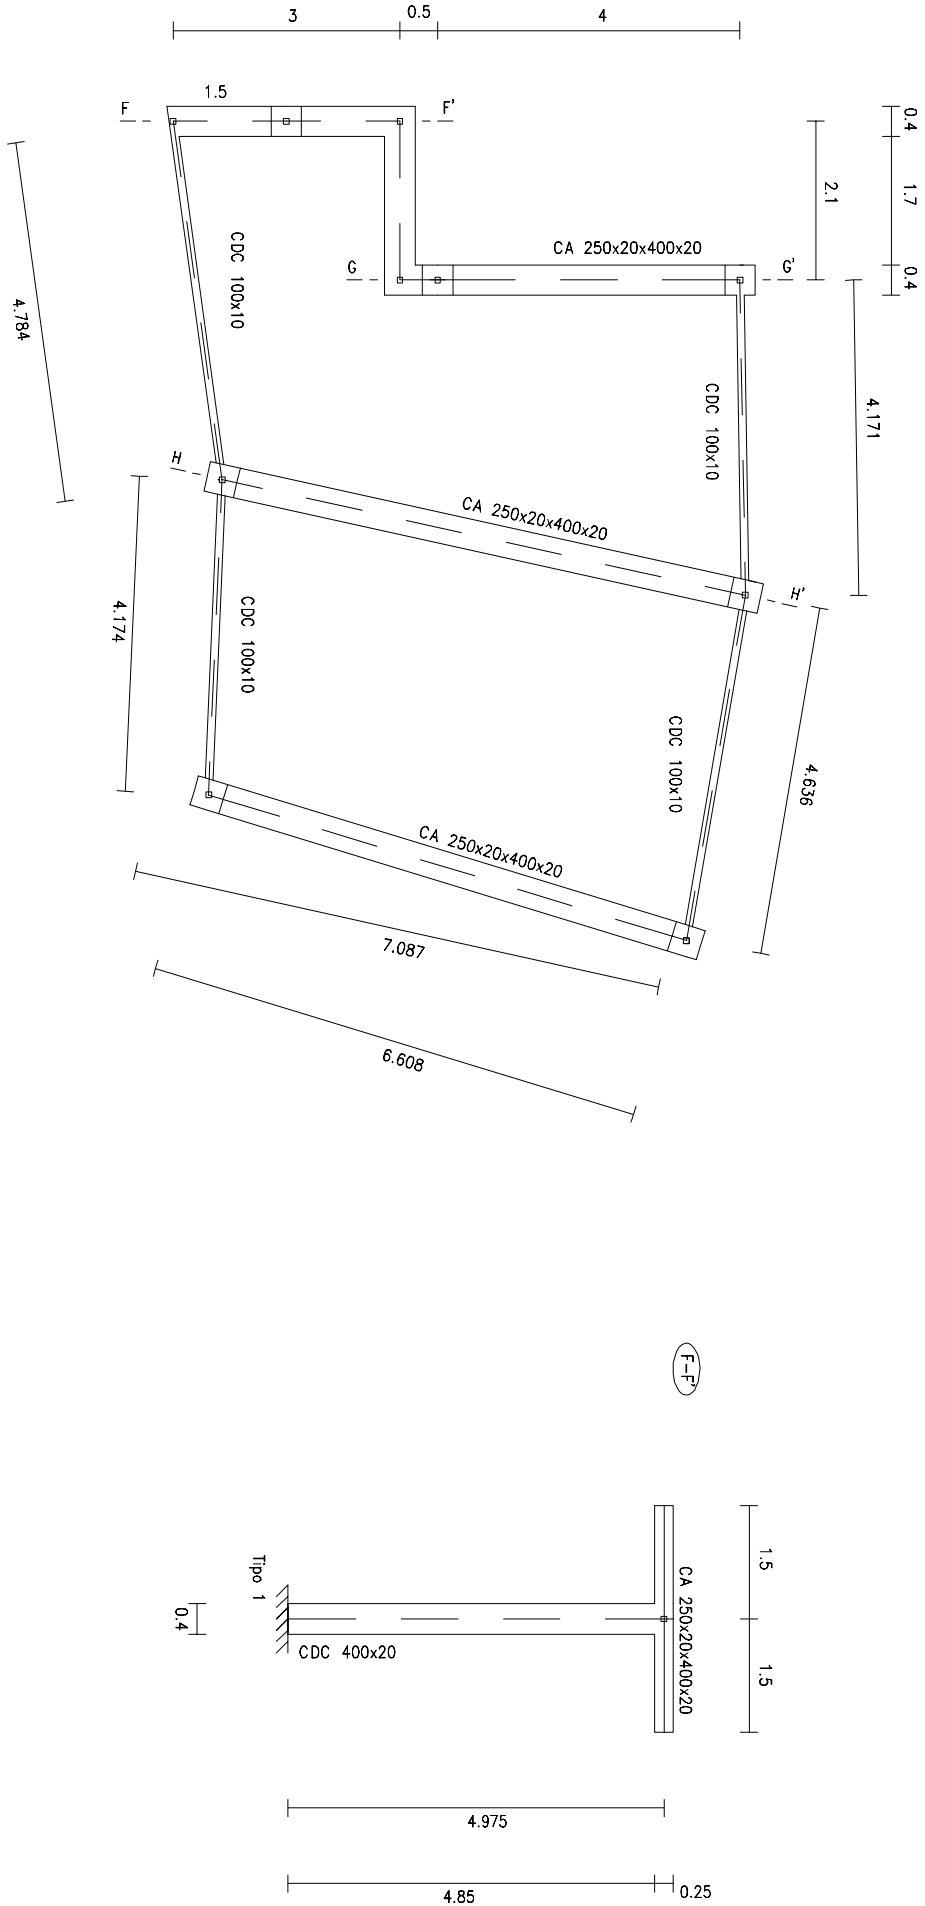 3
0.5
4
1.5
F
F'
0.4
1.7
0.4
2.1
CA 250x20x400x20
G
G'
CDC 100x10
4.784
CDC 100x10
4.171
H
CA 250x20x400x20
H'
4.174
CDC 100x10
CDC 100x10
4.636
CA 250x20x400x20
7.087
6.608
F-F'
1.5
Tipo 1
CA 250x20x400x20
0.4
CDC 400x20
1.5
4.975
4.85
0.25